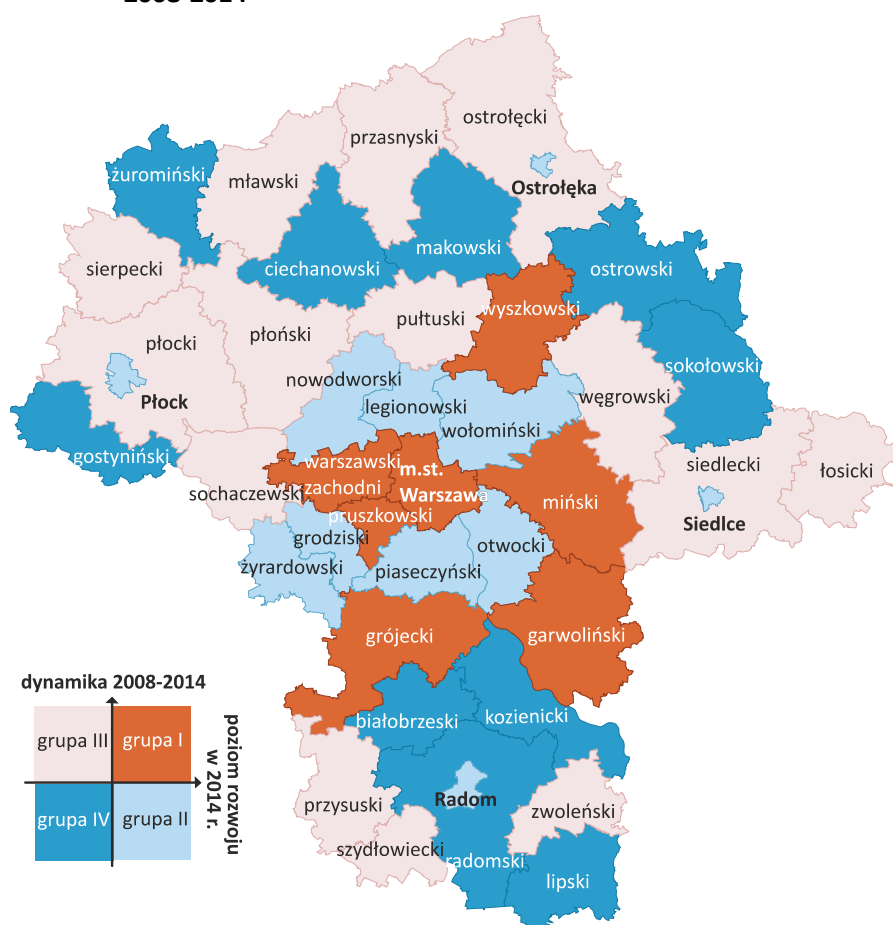 ostrołęcki
przasnyski
żuromiński
mławski
Ostrołęka
makowski
sierpecki
ciechanowski
ostrowski
wyszkowski
pułtuski
płoński
płocki
sokołowski
nowodworski
węgrowski
Płock
legionowski
wołomiński
gostyniński
warszawski
zachodni
m.st.
Warszawa
siedlecki
łosicki
sochaczewski
miński
pruszkowski
Siedlce
grodziski
otwocki
żyrardowski
piaseczyński
grójecki
garwoliński
białobrzeski
kozienicki
Radom
przysuski
zwoleński
szydłowiecki
radomski
lipski
dynamika 2008-2014
grupa III
grupa I
grupa IV
grupa II
poziom rozwoju
w 2014 r.